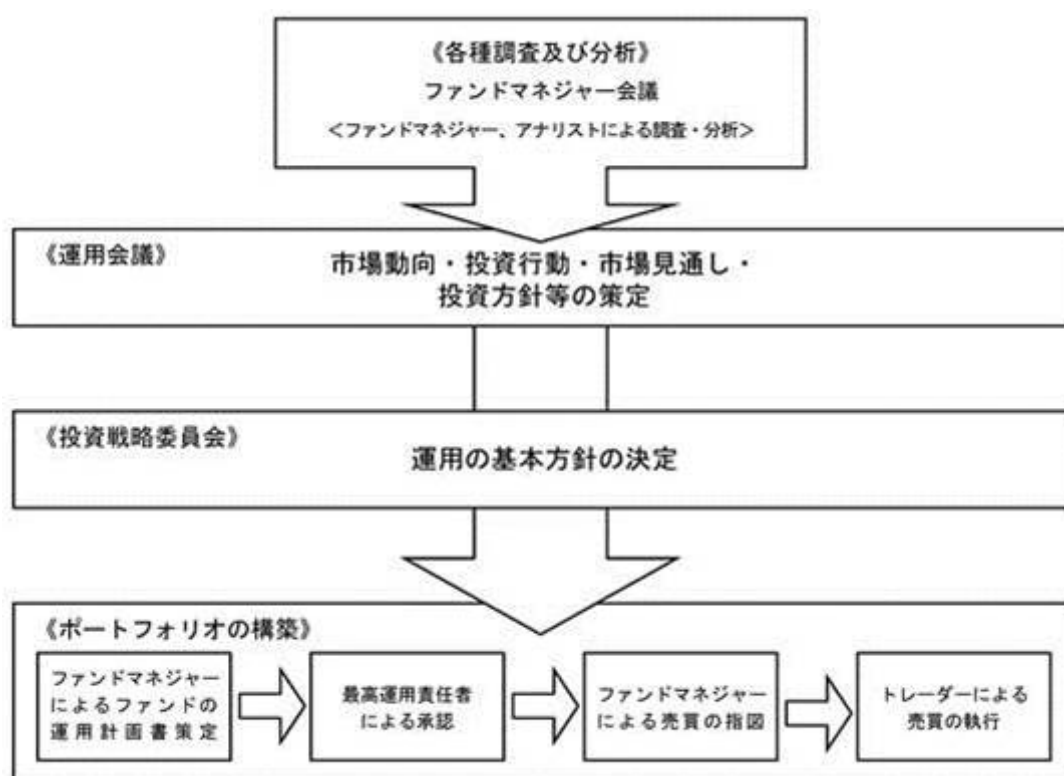 《各種調査及び分析》
ファンドマネジャー会議
＜ファンドマネジャー、アナリストによる調査・分析＞
《運用会議》
市場動向・投資行動・市場見通し・
投資方針等の策定
《投資戦略委員会》
運用の基本方針の決定
《ポートフォリオの構築》
ファンドマネジャー
によるファンドの
運用計画書策定
最高運用責任者
による承認
ファンドマネジャー
による売買の指図
トレーダーによる
売買の執行